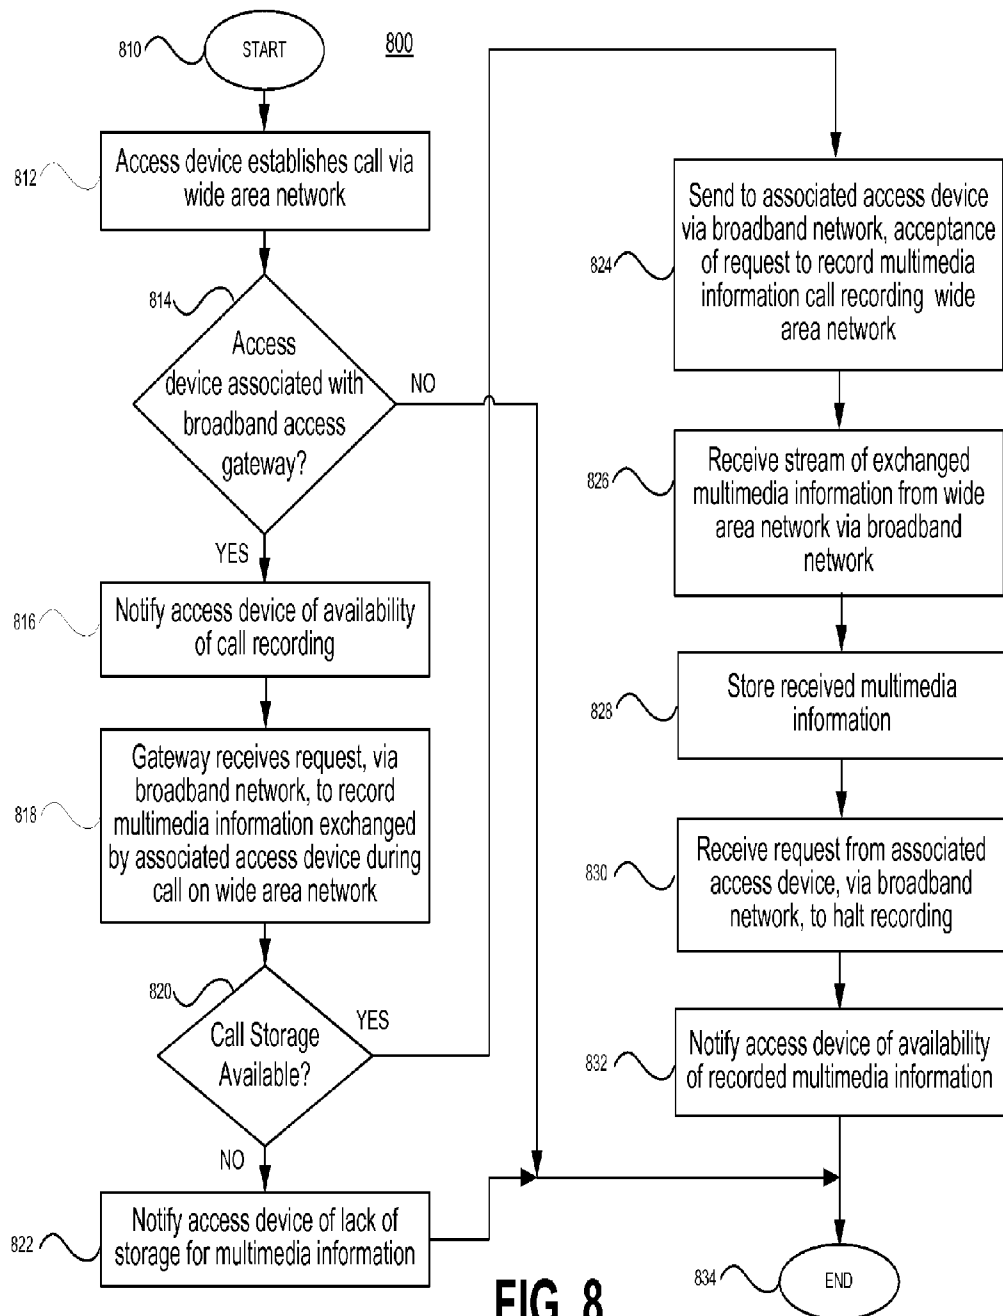 810
START
800
812
Access device establishes call via
wide area network
814
Access
device associated with
broadband access
gateway?
NO
YES
816
Notify access device of availability
of call recording
818
Gateway receives request, via
broadband network, to record
multimedia information exchanged
by associated access device during
call on wide area network
820
Call Storage
Available?
YES
NO
822
Notify access device of lack of
storage for multimedia information
824
Send to associated access device
via broadband network, acceptance
of request to record multimedia
information call recording wide
area network
826
Receive stream of exchanged
multimedia information from wide
area network via broadband
network
828
Store received multimedia
information
830
Receive request from associated
access device, via broadband
network, to halt recording
832
Notify access device of availability
of recorded multimedia information
834
END
FIG. 8